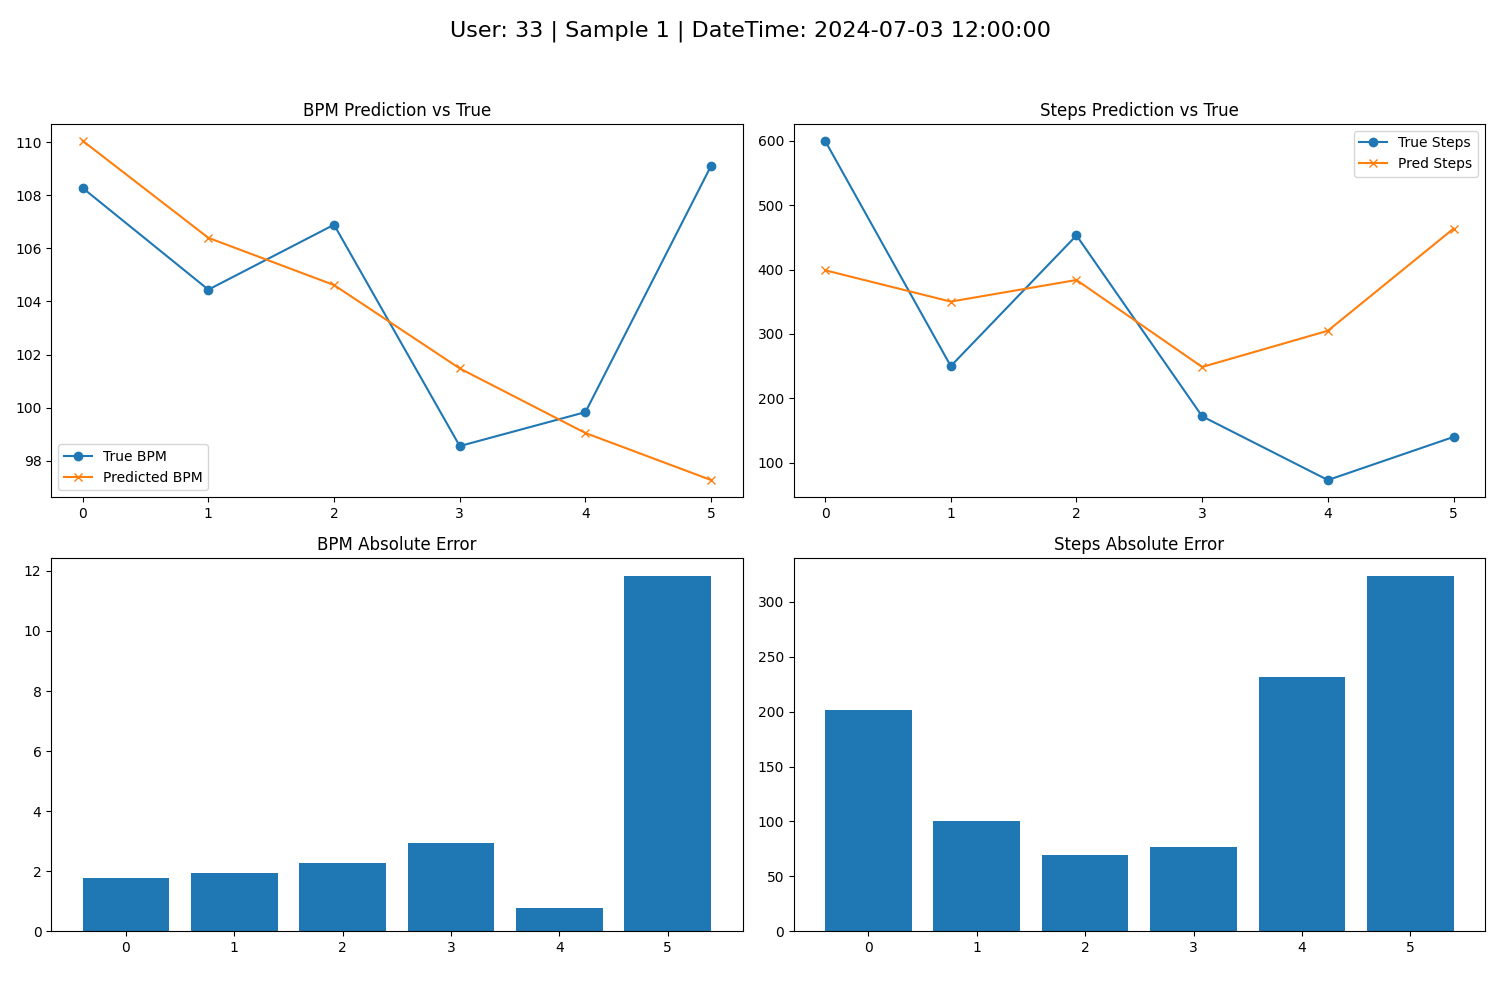 User: 33 | Sample 1 | DateTime: 2024-07-03 12:00:00
BPM Prediction vs True
110
108
106
104
102
100
98
True BPM
Predicted BPM
0 1 2 3 4 5
Steps Prediction vs True
600
500
400
300
200
100
True Steps
Pred Steps
0 1 2 3 4 5
BPM Absolute Error
12
10
8
6
4
2
0
0 1 2 3 4 5
Steps Absolute Error
300
250
200
150
100
50
0
0 1 2 3 4 5